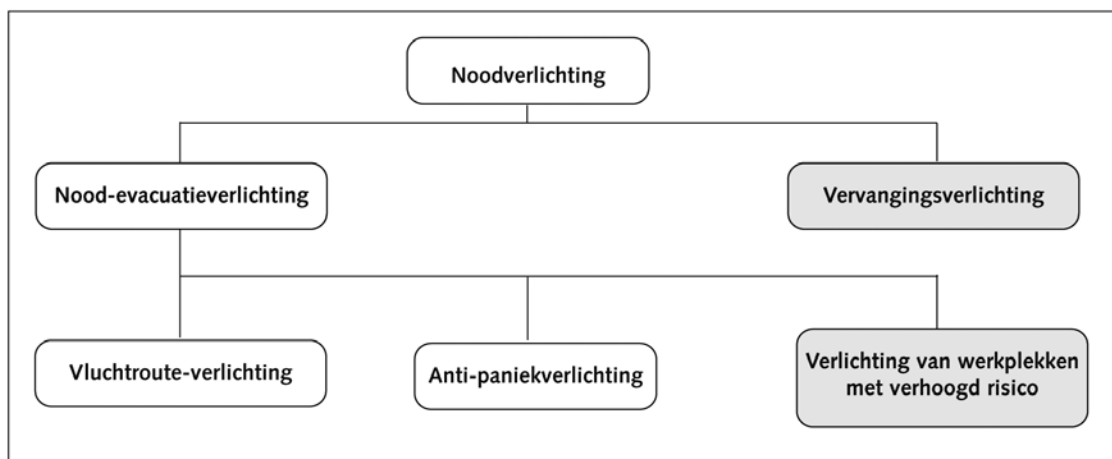 Noodverlichting
Nood-evacuatieverlichting
Vervangingsverlichting
Vluchtroute-verlichting
Anti-paniekverlichting
Verlichting van werkplekken
met verhoogd risico